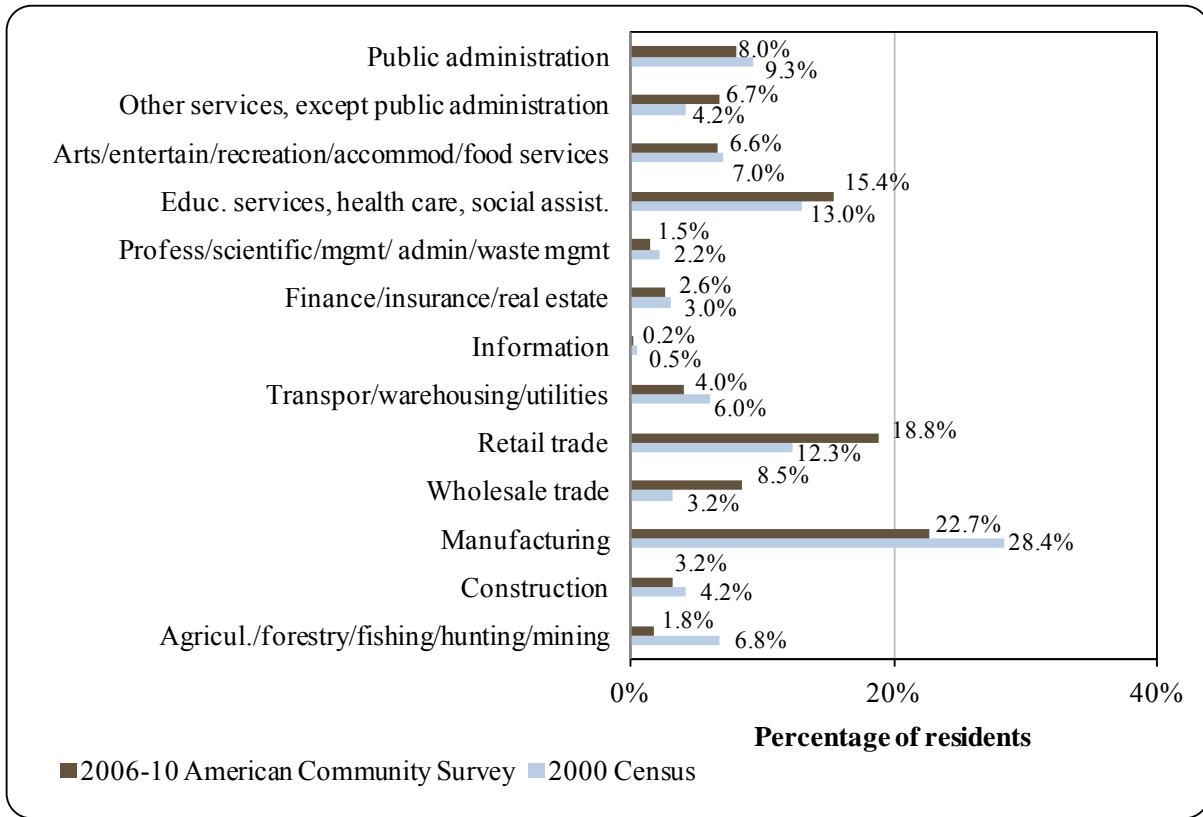 Public administration
8.0%
9.3%
Other services, except public administration
6.7%
4.2%
Arts/entertain/recreation/accommod/food services
6.6%
7.0%
Educ. services, health care, social assist.
15.4%
13.0%
Profess/scientific/mgmt/ admin/waste mgmt
1.5%
2.2%
Finance/insurance/real estate
2.6%
3.0%
Information
0.2%
0.5%
Transpor/warehousing/utilities
4.0%
6.0%
Retail trade
18.8%
12.3%
Wholesale trade
8.5%
3.2%
Manufacturing
22.7%
28.4%
Construction
3.2%
4.2%
Agricul./forestry/fishing/hunting/mining
1.8%
6.8%
0% 20% 40%
Percentage of residents
2006-10 American Community Survey 2000 Census